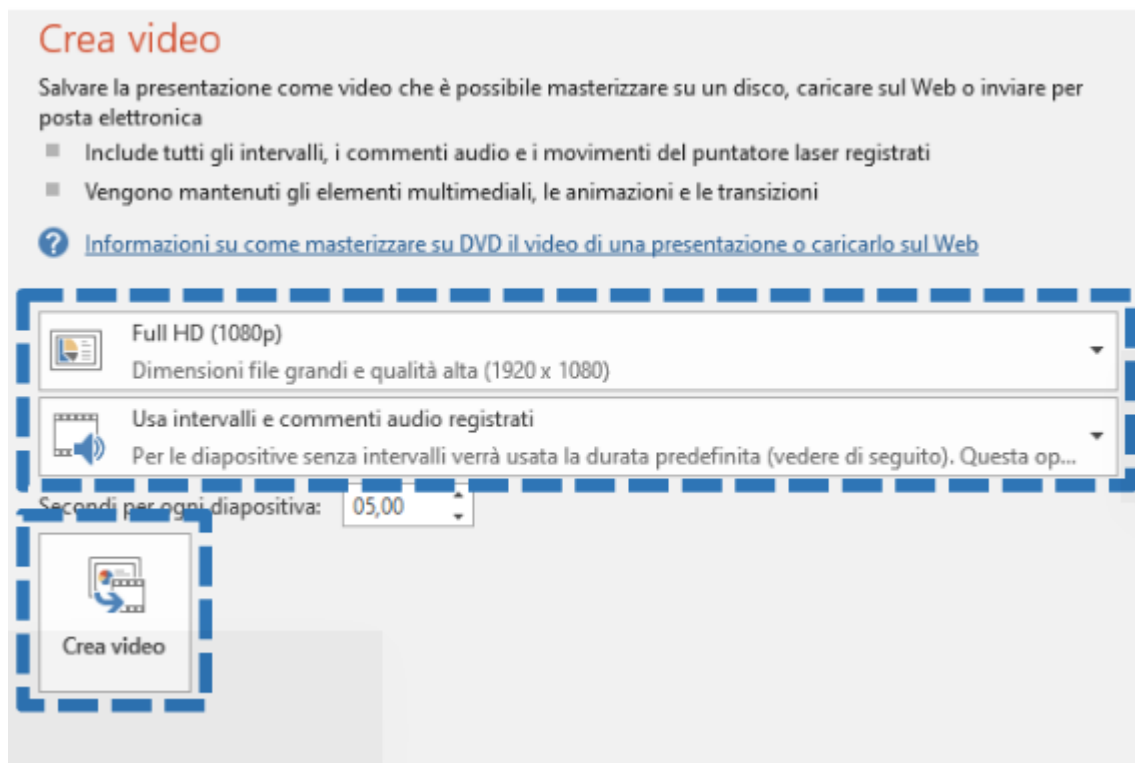 Crea video
Salvare la presentazione come video che è possibile masterizzare su un disco, caricare sul Web o inviare per
posta elettronica
Include tutti gli intervalli, i commenti audio e i movimenti del puntatore laser registrati
Vengono mantenuti gli elementi multimediali, le animazioni e le transizioni
? Informazioni su come masterizzare su DVD il video di una presentazione o caricarlo sul Web
Full HD (1080p)
Dimensioni file grandi e qualità alta (1920 x 1080)
Usa intervalli e commenti audio registrati
Per le diapositive senza intervalli verrà usata la durata predefinita (vedere di seguito). Questa op...
Secondi per ogni diapositiva: 05,00
Crea video